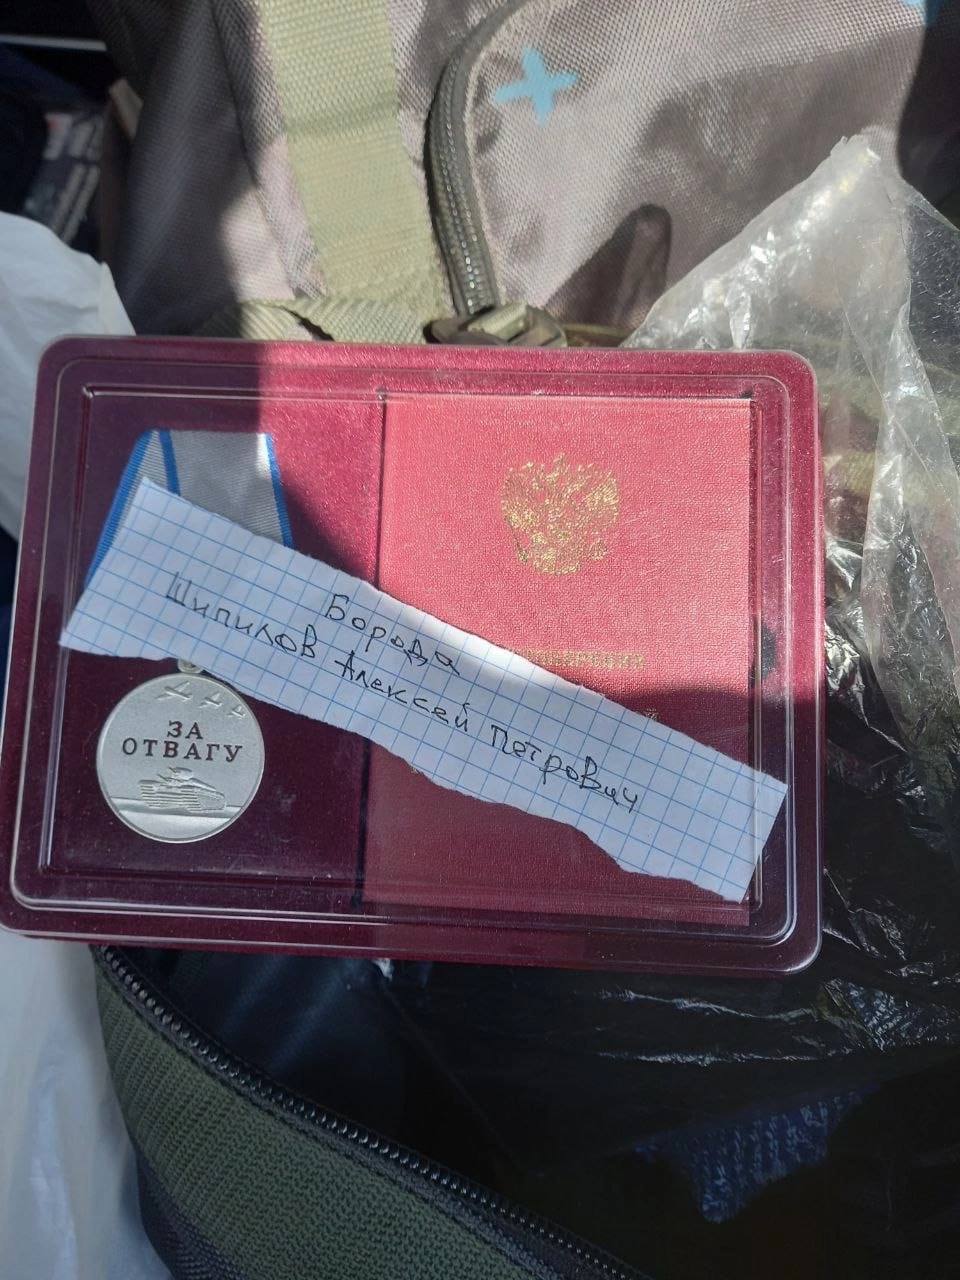 Борода
Шипилов Алексей Петрович
ЗА
ОТВАГУ